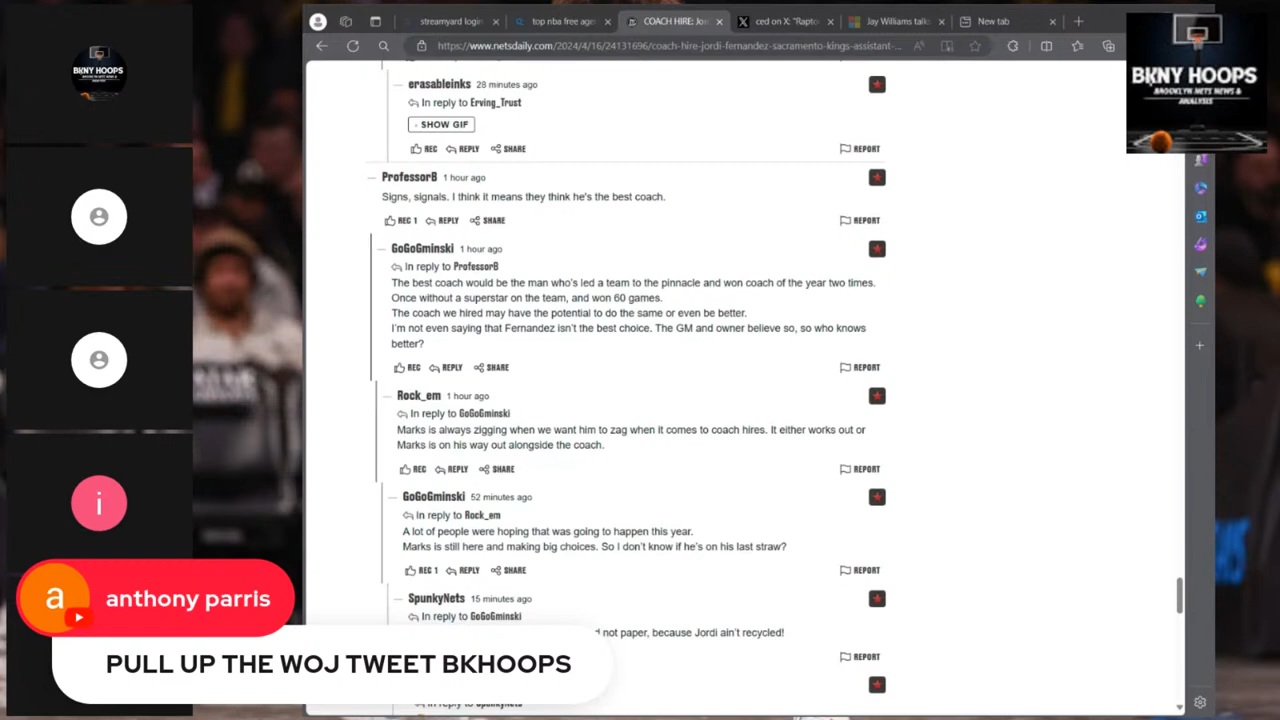 streamyard login
top nba free age
COACH HIRE: Jor
ced on X: "Rapto
Jay Williams talk
New tab
https://www.netsdaily.com/2024/4/16/24131696/coach-hire-jordi-fernandez-sacramento-kings-assistant-...
BKNY HOOPS
BKNY HOOPS
BROOKLYN NETS NEWS &
ANALYSIS
erasableinks 28 minutes ago
In reply to Erving_Trust
SHOW GIF
REC REPLY SHARE REPORT
ProfessorB 1 hour ago
Signs, signals. I think it means they think he's the best coach.
REC 1 REPLY SHARE REPORT
GoGoGminski 1 hour ago
In reply to ProfessorB
The best coach would be the man who's led a team to the pinnacle and won coach of the year two times.
Once without a superstar on the team, and won 60 games.
The coach we hired may have the potential to do the same or even be better.
I'm not even saying that Fernandez isn't the best choice. The GM and owner believe so, so who knows
better?
REC REPLY SHARE REPORT
Rock_em 1 hour ago
In reply to GoGoGminski
Marks is always zigging when we want him to zag when it comes to coach hires. It either works out or
Marks is on his way out alongside the coach.
REC REPLY SHARE REPORT
GoGoGminski 52 minutes ago
In reply to Rock_em
A lot of people were hoping that was going to happen this year.
Marks is still here and making big choices. So I don't know if he's on his last straw?
REC 1 REPLY SHARE REPORT
SpunkyNets 15 minutes ago
In reply to GoGoGminski
not paper, because Jordi ain't recycled!
REPORT
In reply to SpunkyNets
i
a
anthony parris
PULL UP THE WOJ TWEET BKHOOPS